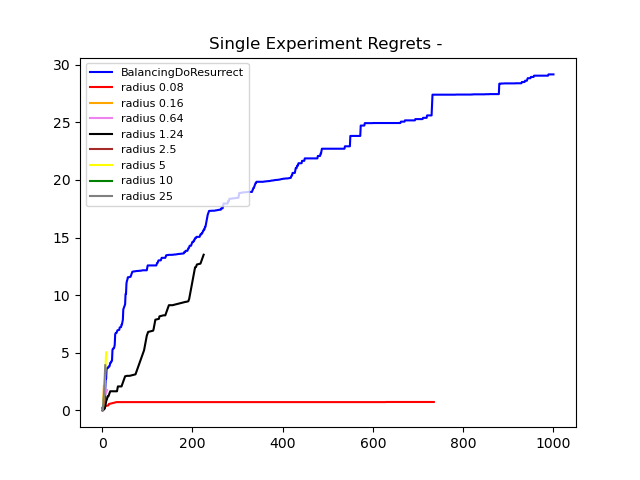 Single Experiment Regrets -
30
25
20
15
10
5
0
BalancingDoResurrect
radius 0.08
radius 0.16
radius 0.64
radius 1.24
radius 2.5
radius 5
radius 10
radius 25
0 200 400 600 800 1000